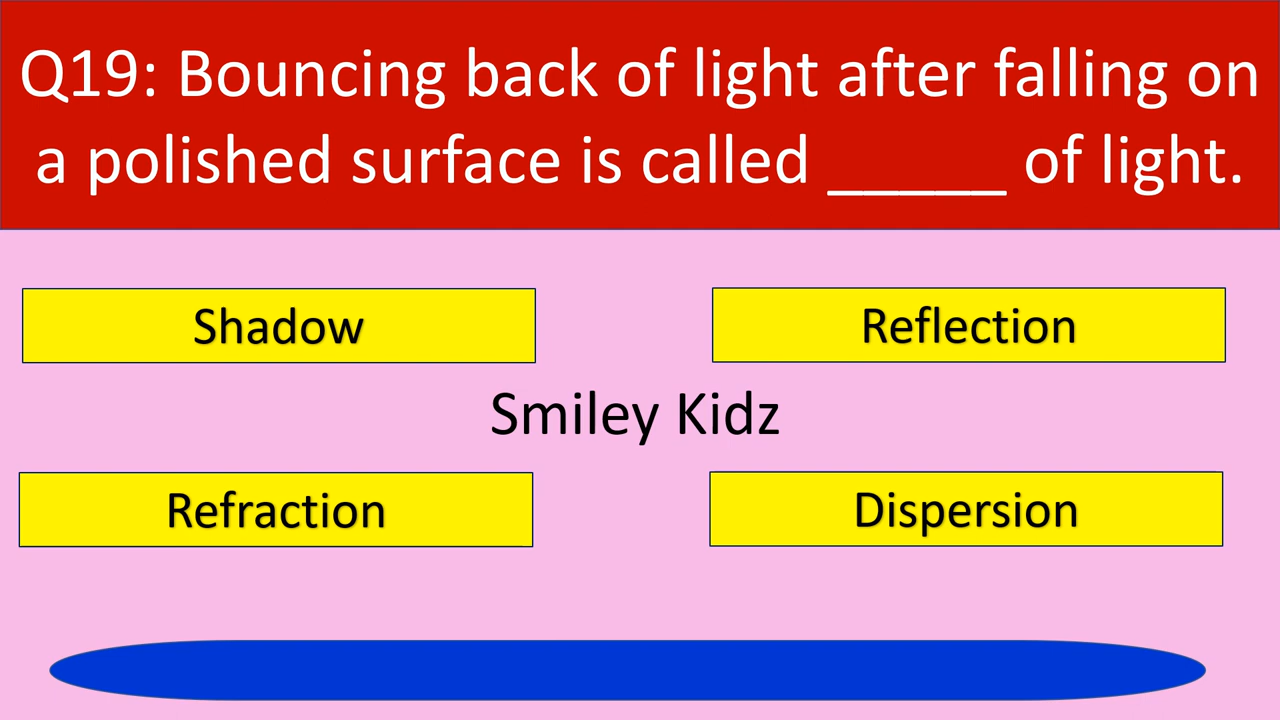 Q19: Bouncing back of light after falling on
a polished surface is called _____ of light.
Shadow
Reflection
Smiley Kidz
Refraction
Dispersion